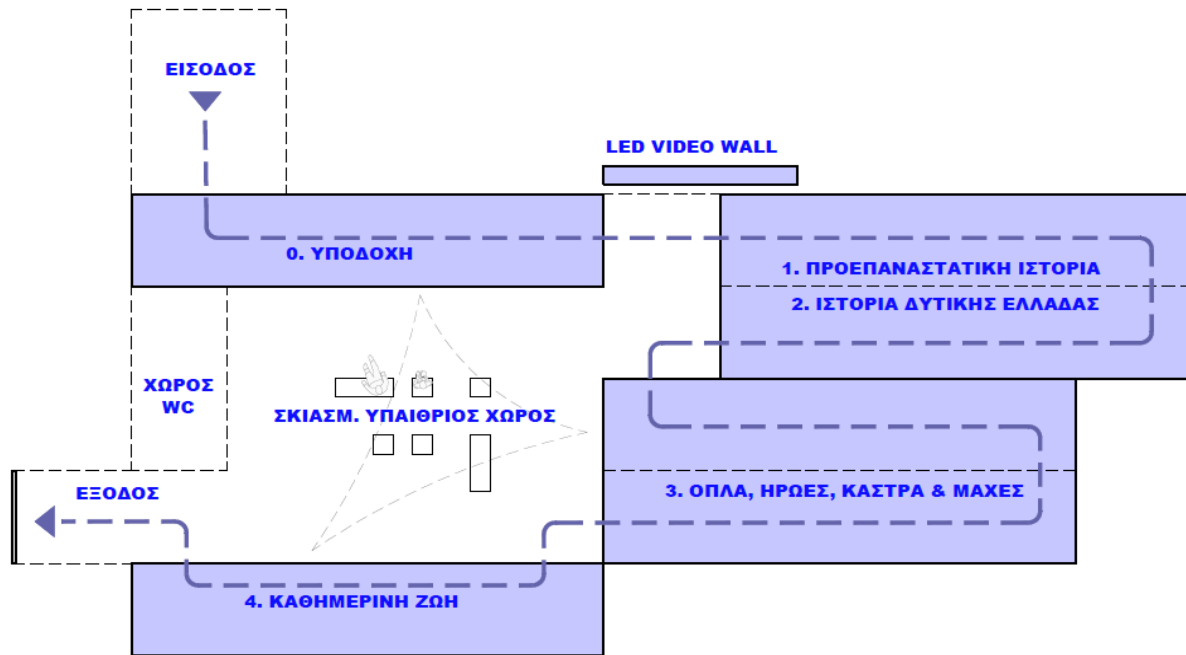 ΕΙΣΟΔΟΣ
LED VIDEO WALL
0. ΥΠΟΔΟΧΗ
1. ΠΡΟΕΠΑΝΑΣΤΑΤΙΚΗ ΙΣΤΟΡΙΑ
2. ΙΣΤΟΡΙΑ ΔΥΤΙΚΗΣ ΕΛΛΑΔΑΣ
ΧΩΡΟΣ
WC
ΣΚΙΑΣΜ. ΥΠΑΙΘΡΙΟΣ ΧΩΡΟΣ
3. ΟΠΛΑ, ΗΡΩΕΣ, ΚΑΣΤΡΑ & ΜΑΧΕΣ
ΕΞΟΔΟΣ
4. ΚΑΘΗΜΕΡΙΝΗ ΖΩΗ